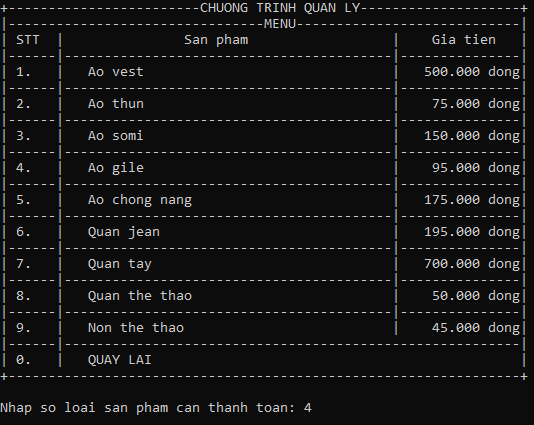 CHUONG TRINH QUAN LY
MENU
STT San pham Gia tien
1. Ao vest 500.000 dong
2. Ao thun 75.000 dong
3. Ao somi 150.000 dong
4. Ao gile 95.000 dong
5. Ao chong nang 175.000 dong
6. Quan jean 195.000 dong
7. Quan tay 700.000 dong
8. Quan the thao 50.000 dong
9. Non the thao 45.000 dong
0. QUAY LAI
Nhap so loai san pham can thanh toan: 4